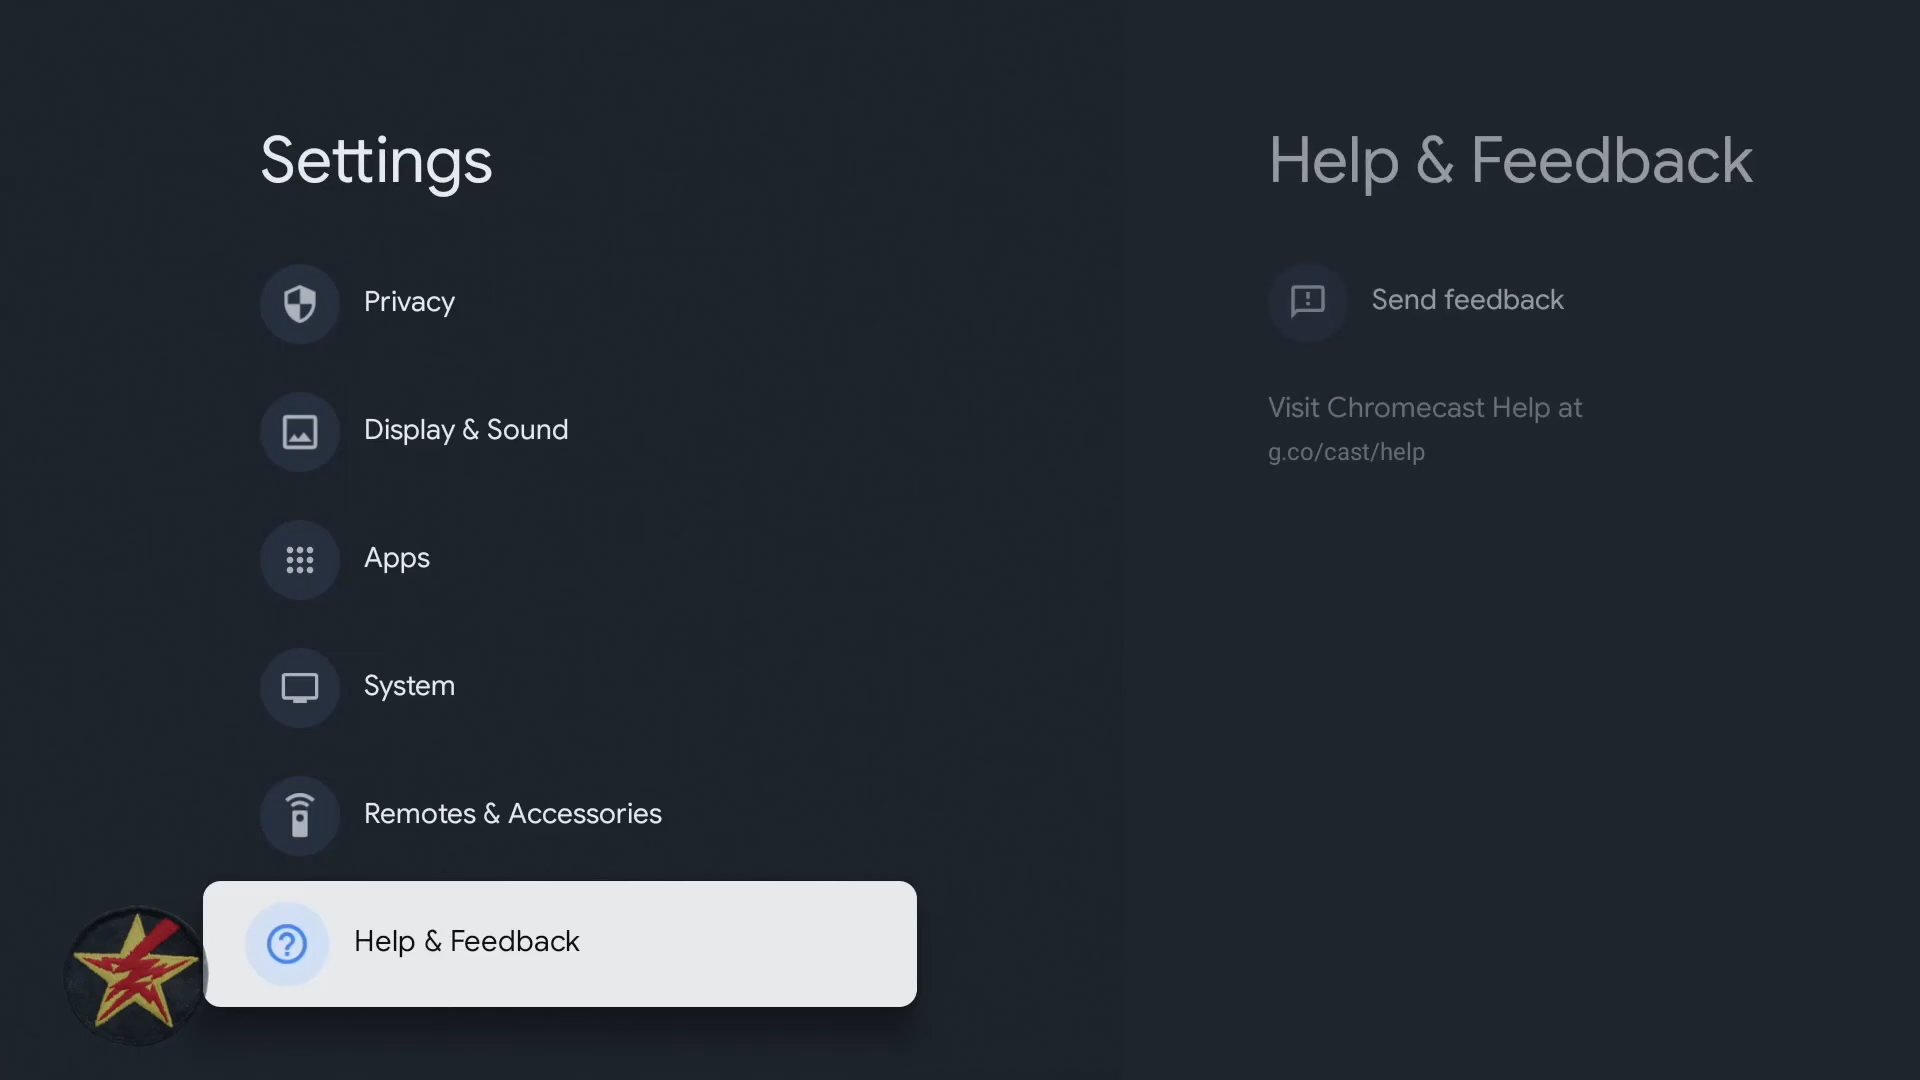 Settings
Privacy
Display & Sound
Apps
System
Remotes & Accessories
Help & Feedback
Help & Feedback
Send feedback
Visit Chromecast Help at
g.co/cast/help